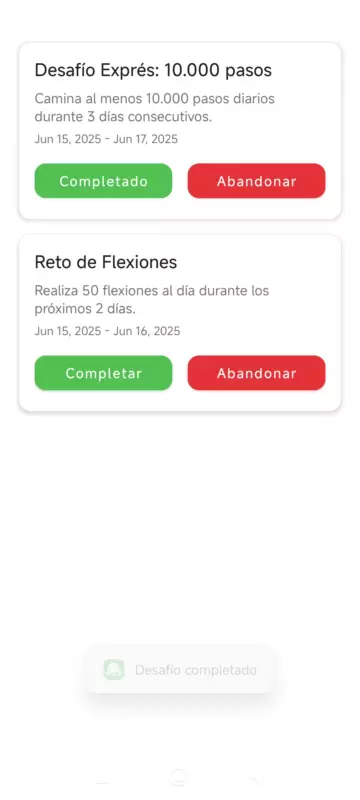 Desafío Exprés: 10.000 pasos
Camina al menos 10.000 pasos diarios
durante 3 días consecutivos.
Jun 15, 2025 - Jun 17, 2025
Completado
Abandonar
Reto de Flexiones
Realiza 50 flexiones al día durante los
próximos 2 días.
Jun 15, 2025 - Jun 16, 2025
Completar
Abandonar
Desafío completado